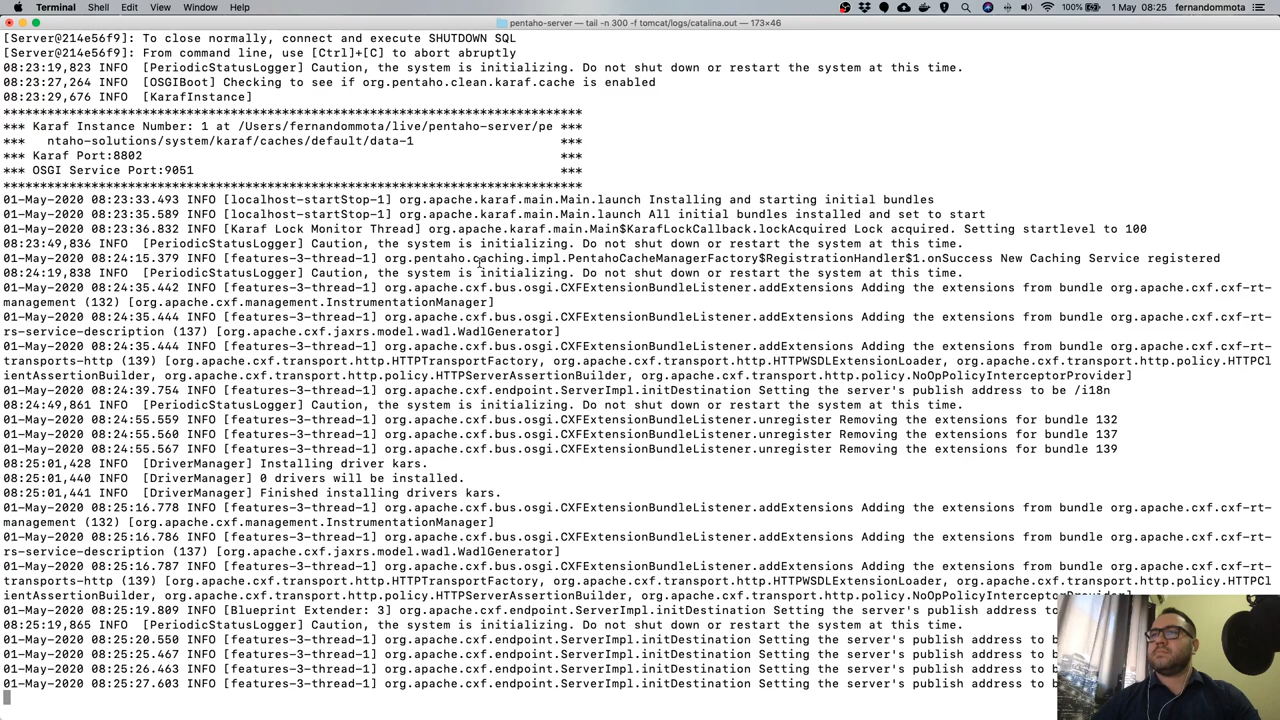 Terminal Shell Edit View Window Help 100% 1 May 08:25 fernandommota
pentaho-server — tail -n 300 -f tomcat/logs/catalina.out — 173×46
[Server@214e56f9]: To close normally, connect and execute SHUTDOWN SQL
[Server@214e56f9]: From command line, use [Ctrl]+[C] to abort abruptly
08:23:19,823 INFO  [PeriodicStatusLogger] Caution, the system is initializing. Do not shut down or restart the system at this time.
08:23:27,264 INFO  [OSGIBoot] Checking to see if org.pentaho.clean.karaf.cache is enabled
08:23:29,676 INFO  [KarafInstance]
*******************************************************************************
*** Karaf Instance Number: 1 at /Users/fernandommota/live/pentaho-server/pe ***
***   ntaho-solutions/system/karaf/caches/default/data-1                    ***
*** Karaf Port:8802                                                         ***
*** OSGI Service Port:9051                                                  ***
*******************************************************************************
01-May-2020 08:23:33.493 INFO [localhost-startStop-1] org.apache.karaf.main.Main.launch Installing and starting initial bundles
01-May-2020 08:23:35.589 INFO [localhost-startStop-1] org.apache.karaf.main.Main.launch All initial bundles installed and set to start
01-May-2020 08:23:36.832 INFO [Karaf Lock Monitor Thread] org.apache.karaf.main.Main$KarafLockCallback.lockAcquired Lock acquired. Setting startlevel to 100
08:23:49,836 INFO  [PeriodicStatusLogger] Caution, the system is initializing. Do not shut down or restart the system at this time.
01-May-2020 08:24:15.379 INFO [features-3-thread-1] org.pentaho.caching.impl.PentahoCacheManagerFactory$RegistrationHandler$1.onSuccess New Caching Service registered
08:24:19,838 INFO  [PeriodicStatusLogger] Caution, the system is initializing. Do not shut down or restart the system at this time.
01-May-2020 08:24:35.442 INFO [features-3-thread-1] org.apache.cxf.bus.osgi.CXFExtensionBundleListener.addExtensions Adding the extensions from bundle org.apache.cxf.cxf-rt-
management (132) [org.apache.cxf.management.InstrumentationManager]
01-May-2020 08:24:35.444 INFO [features-3-thread-1] org.apache.cxf.bus.osgi.CXFExtensionBundleListener.addExtensions Adding the extensions from bundle org.apache.cxf.cxf-rt-
rs-service-description (137) [org.apache.cxf.jaxrs.model.wadl.WadlGenerator]
01-May-2020 08:24:35.444 INFO [features-3-thread-1] org.apache.cxf.bus.osgi.CXFExtensionBundleListener.addExtensions Adding the extensions from bundle org.apache.cxf.cxf-rt-
transports-http (139) [org.apache.cxf.transport.http.HTTPTransportFactory, org.apache.cxf.transport.http.HTTPWSDLExtensionLoader, org.apache.cxf.transport.http.policy.HTTPCl
ientAssertionBuilder, org.apache.cxf.transport.http.policy.HTTPServerAssertionBuilder, org.apache.cxf.transport.http.policy.NoOpPolicyInterceptorProvider]
01-May-2020 08:24:39.754 INFO [features-3-thread-1] org.apache.cxf.endpoint.ServerImpl.initDestination Setting the server's publish address to be /i18n
08:24:49,861 INFO  [PeriodicStatusLogger] Caution, the system is initializing. Do not shut down or restart the system at this time.
01-May-2020 08:24:55.559 INFO [features-3-thread-1] org.apache.cxf.bus.osgi.CXFExtensionBundleListener.unregister Removing the extensions for bundle 132
01-May-2020 08:24:55.560 INFO [features-3-thread-1] org.apache.cxf.bus.osgi.CXFExtensionBundleListener.unregister Removing the extensions for bundle 137
01-May-2020 08:24:55.567 INFO [features-3-thread-1] org.apache.cxf.bus.osgi.CXFExtensionBundleListener.unregister Removing the extensions for bundle 139
08:25:01,428 INFO  [DriverManager] Installing driver kars.
08:25:01,440 INFO  [DriverManager] 0 drivers will be installed.
08:25:01,441 INFO  [DriverManager] Finished installing drivers kars.
01-May-2020 08:25:16.778 INFO [features-3-thread-1] org.apache.cxf.bus.osgi.CXFExtensionBundleListener.addExtensions Adding the extensions from bundle org.apache.cxf.cxf-rt-
management (132) [org.apache.cxf.management.InstrumentationManager]
01-May-2020 08:25:16.786 INFO [features-3-thread-1] org.apache.cxf.bus.osgi.CXFExtensionBundleListener.addExtensions Adding the extensions from bundle org.apache.cxf.cxf-rt-
rs-service-description (137) [org.apache.cxf.jaxrs.model.wadl.WadlGenerator]
01-May-2020 08:25:16.787 INFO [features-3-thread-1] org.apache.cxf.bus.osgi.CXFExtensionBundleListener.addExtensions Adding the extensions from bundle org.apache.cxf.cxf-rt-
transports-http (139) [org.apache.cxf.transport.http.HTTPTransportFactory, org.apache.cxf.transport.http.HTTPWSDLExtensionLoader, org.apache.cxf.transport.http.policy.HTTPCl
ientAssertionBuilder, org.apache.cxf.transport.http.policy.HTTPServerAssertionBuilder, org.apache.cxf.transport.http.policy.NoOpPolicyInterceptorProvider]
01-May-2020 08:25:19.809 INFO [Blueprint Extender: 3] org.apache.cxf.endpoint.ServerImpl.initDestination Setting the server's publish address to
08:25:19,865 INFO  [PeriodicStatusLogger] Caution, the system is initializing. Do not shut down or restart the system at this time.
01-May-2020 08:25:20.550 INFO [features-3-thread-1] org.apache.cxf.endpoint.ServerImpl.initDestination Setting the server's publish address to b
01-May-2020 08:25:25.467 INFO [features-3-thread-1] org.apache.cxf.endpoint.ServerImpl.initDestination Setting the server's publish address to b
01-May-2020 08:25:26.463 INFO [features-3-thread-1] org.apache.cxf.endpoint.ServerImpl.initDestination Setting the server's publish address to b
01-May-2020 08:25:27.603 INFO [features-3-thread-1] org.apache.cxf.endpoint.ServerImpl.initDestination Setting the server's publish address to b